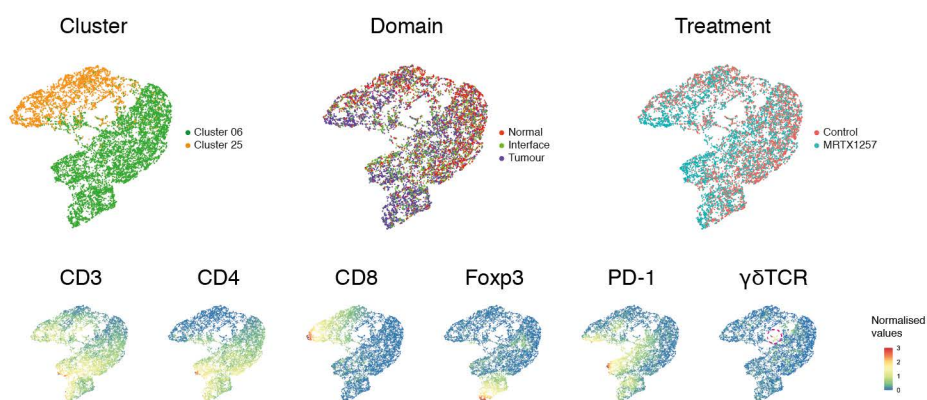 Cluster
Domain
Treatment
Cluster 06
Cluster 25
Normal
Interface
Tumour
Control
MRTX1257
CD3
CD4
CD8
Foxp3
PD-1
γδTCR
Normalised
values
3
2
1
0